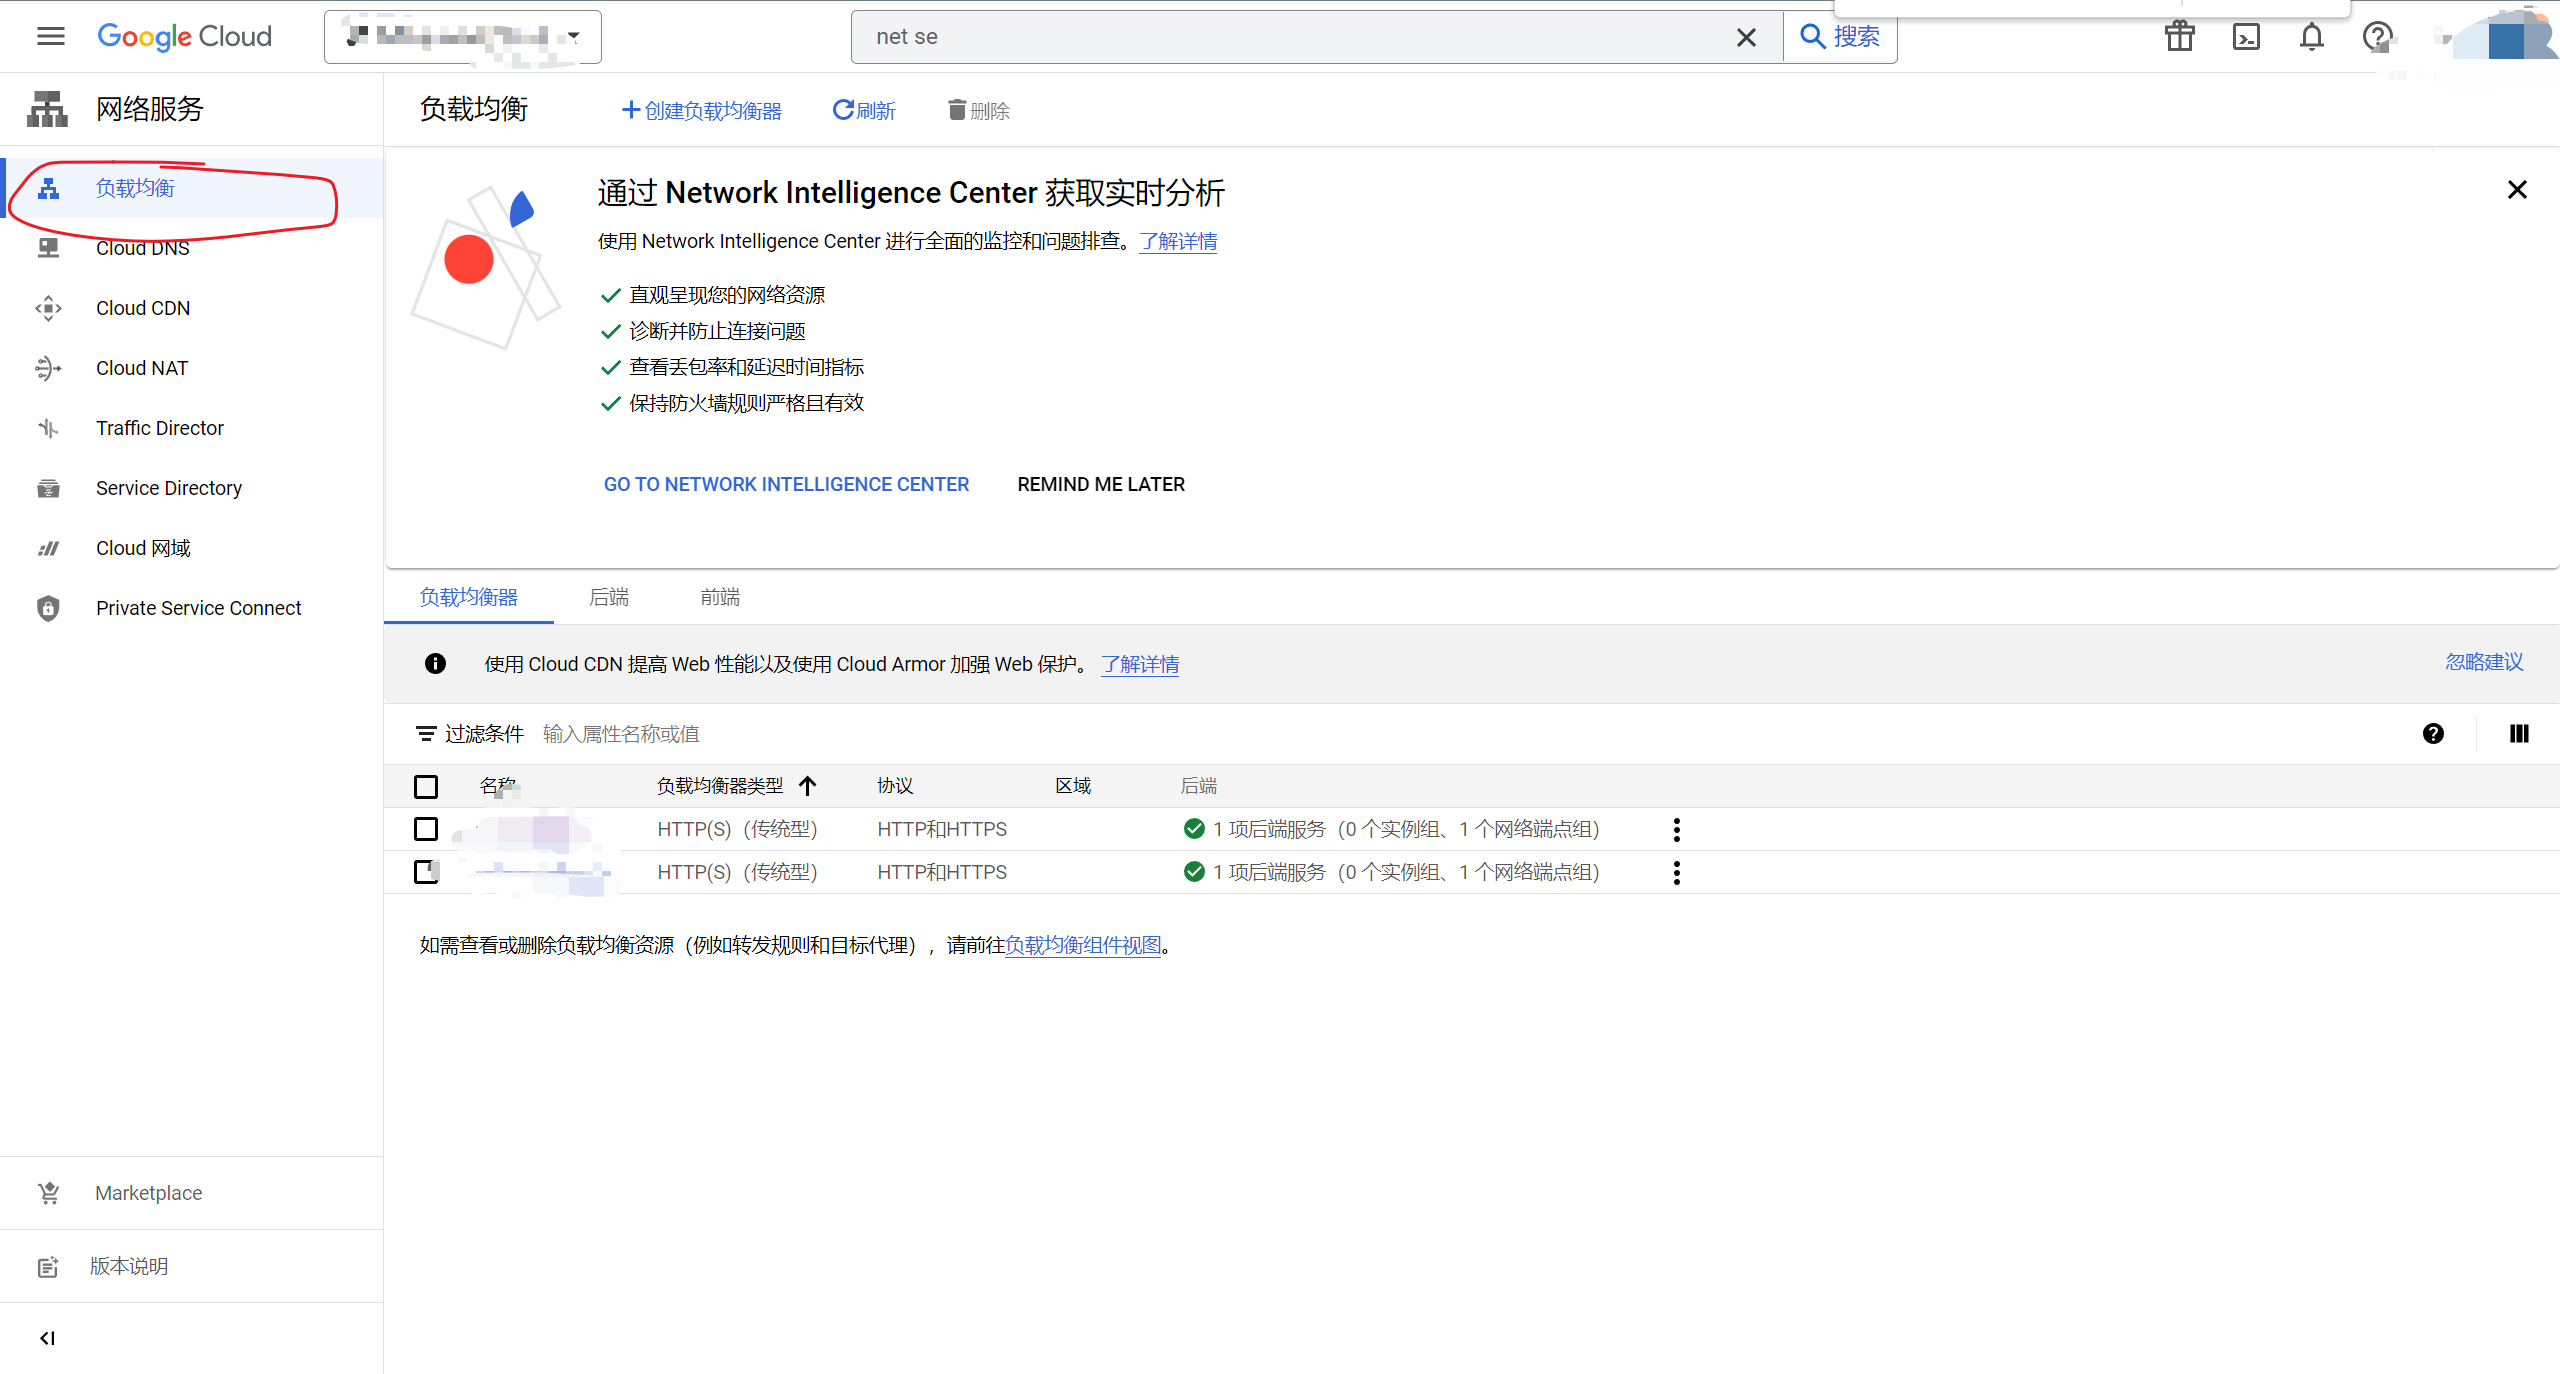 Google Cloud
net se
搜索
网络服务
负载均衡
Cloud DNS
Cloud CDN
Cloud NAT
Traffic Director
Service Directory
Cloud 网域
Private Service Connect
Marketplace
版本说明
负载均衡
创建负载均衡器
刷新
删除
通过 Network Intelligence Center 获取实时分析
使用 Network Intelligence Center 进行全面的监控和问题排查。了解详情
直观呈现您的网络资源
诊断并防止连接问题
查看丢包率和延迟时间指标
保持防火墙规则严格且有效
GO TO NETWORK INTELLIGENCE CENTER
REMIND ME LATER
负载均衡器
后端
前端
使用 Cloud CDN 提高 Web 性能以及使用 Cloud Armor 加强 Web 保护。 了解详情
忽略建议
过滤条件 输入属性名称或值
名称 负载均衡器类型 协议 区域 后端
HTTP(S)（传统型） HTTP和HTTPS 1 项后端服务（0 个实例组、1 个网络端点组）
HTTP(S)（传统型） HTTP和HTTPS 1 项后端服务（0 个实例组、1 个网络端点组）
如需查看或删除负载均衡资源（例如转发规则和目标代理），请前往负载均衡组件视图。